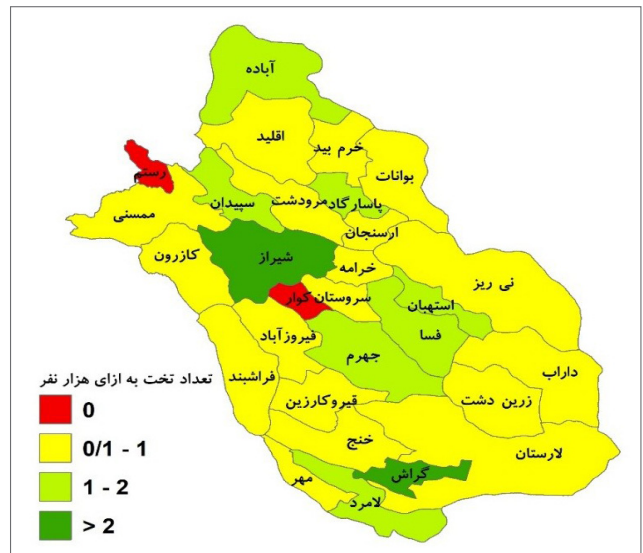 آباده
اقلید
خرم بید
بوانات
رستم
ممسنی
سپیدان
مرودشت
پاسارگاد
ارسنجان
کازرون
شیراز
خرامه
نی ریز
سروستان
کوار
استهبان
فسا
فیروزآباد
جهرم
داراب
فراشبند
زرین دشت
قیروکارزین
خنج
لارستان
گراش
مهر
لامرد
تعداد تخت به ازای هزار نفر
0
0/1 - 1
1 - 2
> 2